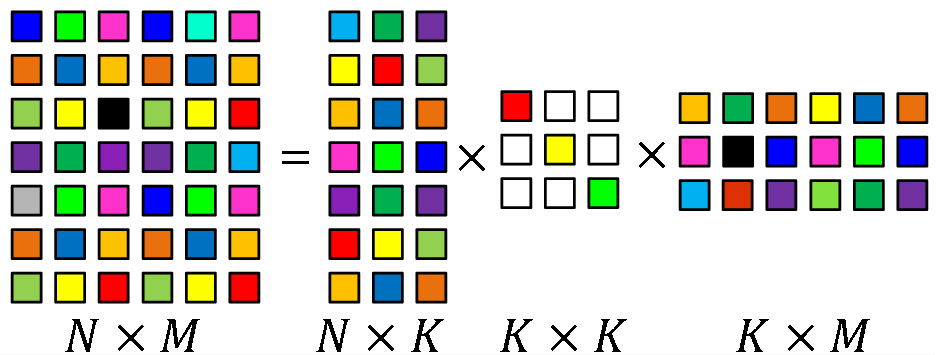 = × ×
N × M N × K K × K K × M